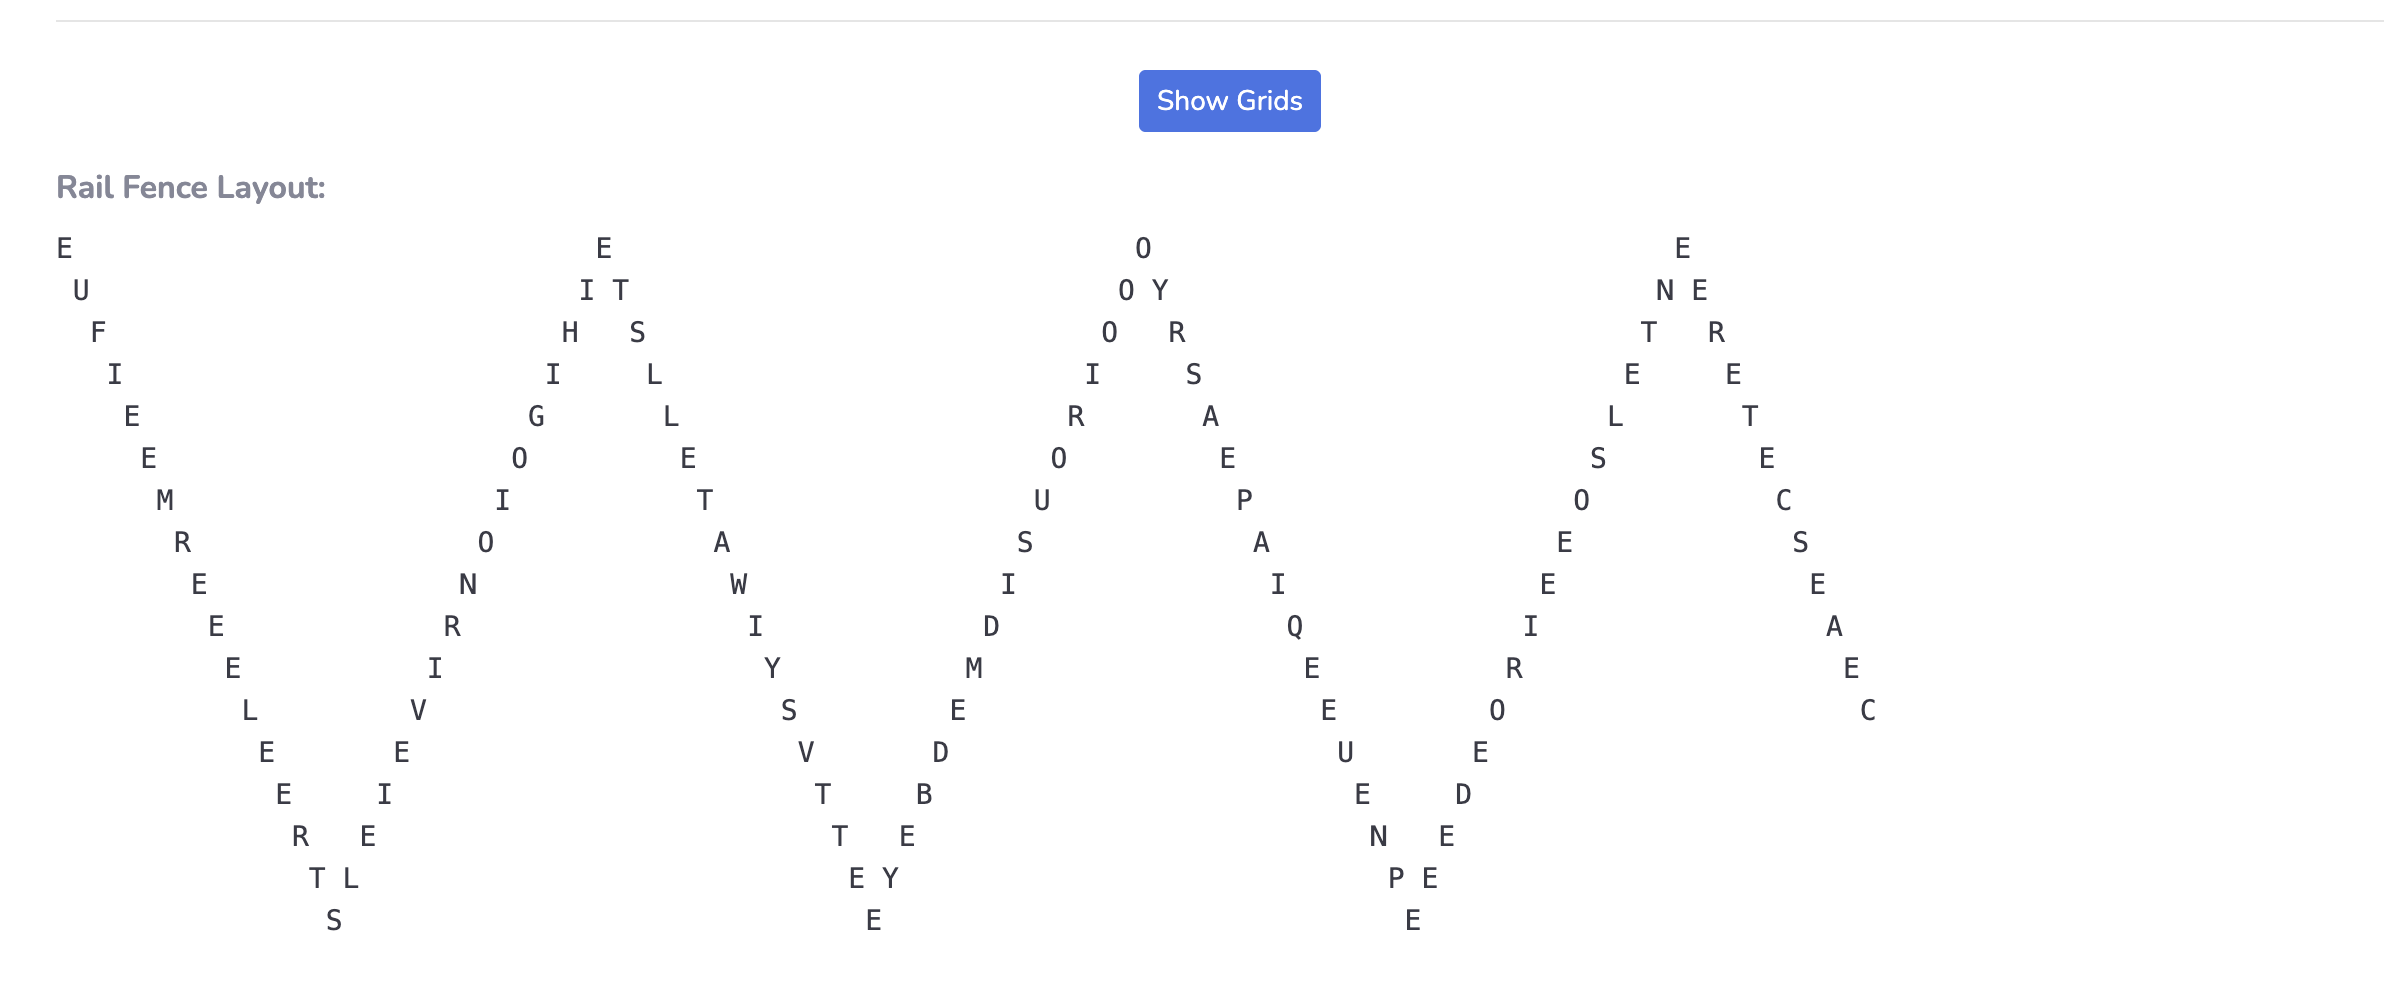 Show Grids
Rail Fence Layout:
E E O E
U I T O Y N E
F H S O R T R
I I L I S E E
E G L R A L T
E O E O E S E
M I T U P O C
R O A S A E S
E N W I I E E
E R I D Q I A
E I Y M E R E
L V S E E O C
E E V D U E
E I T B E D
R E T E N E
T L E Y P E
S E E